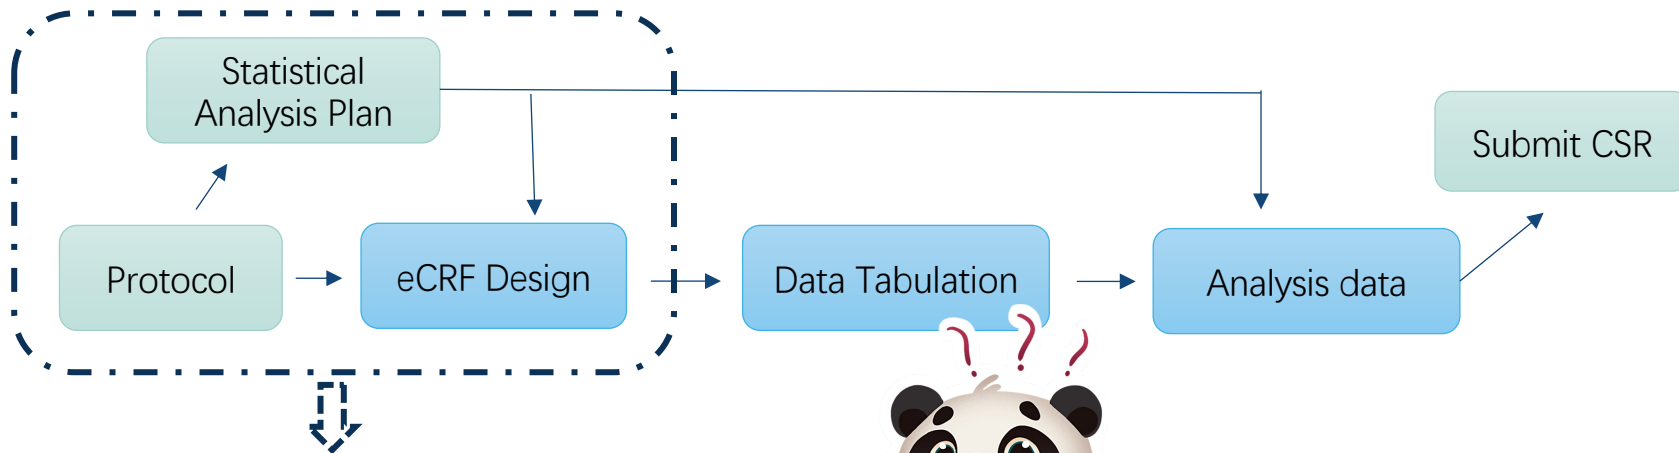 Statistical
Analysis Plan
Submit CSR
Protocol
eCRF Design
Data Tabulation
Analysis data
? ? ?